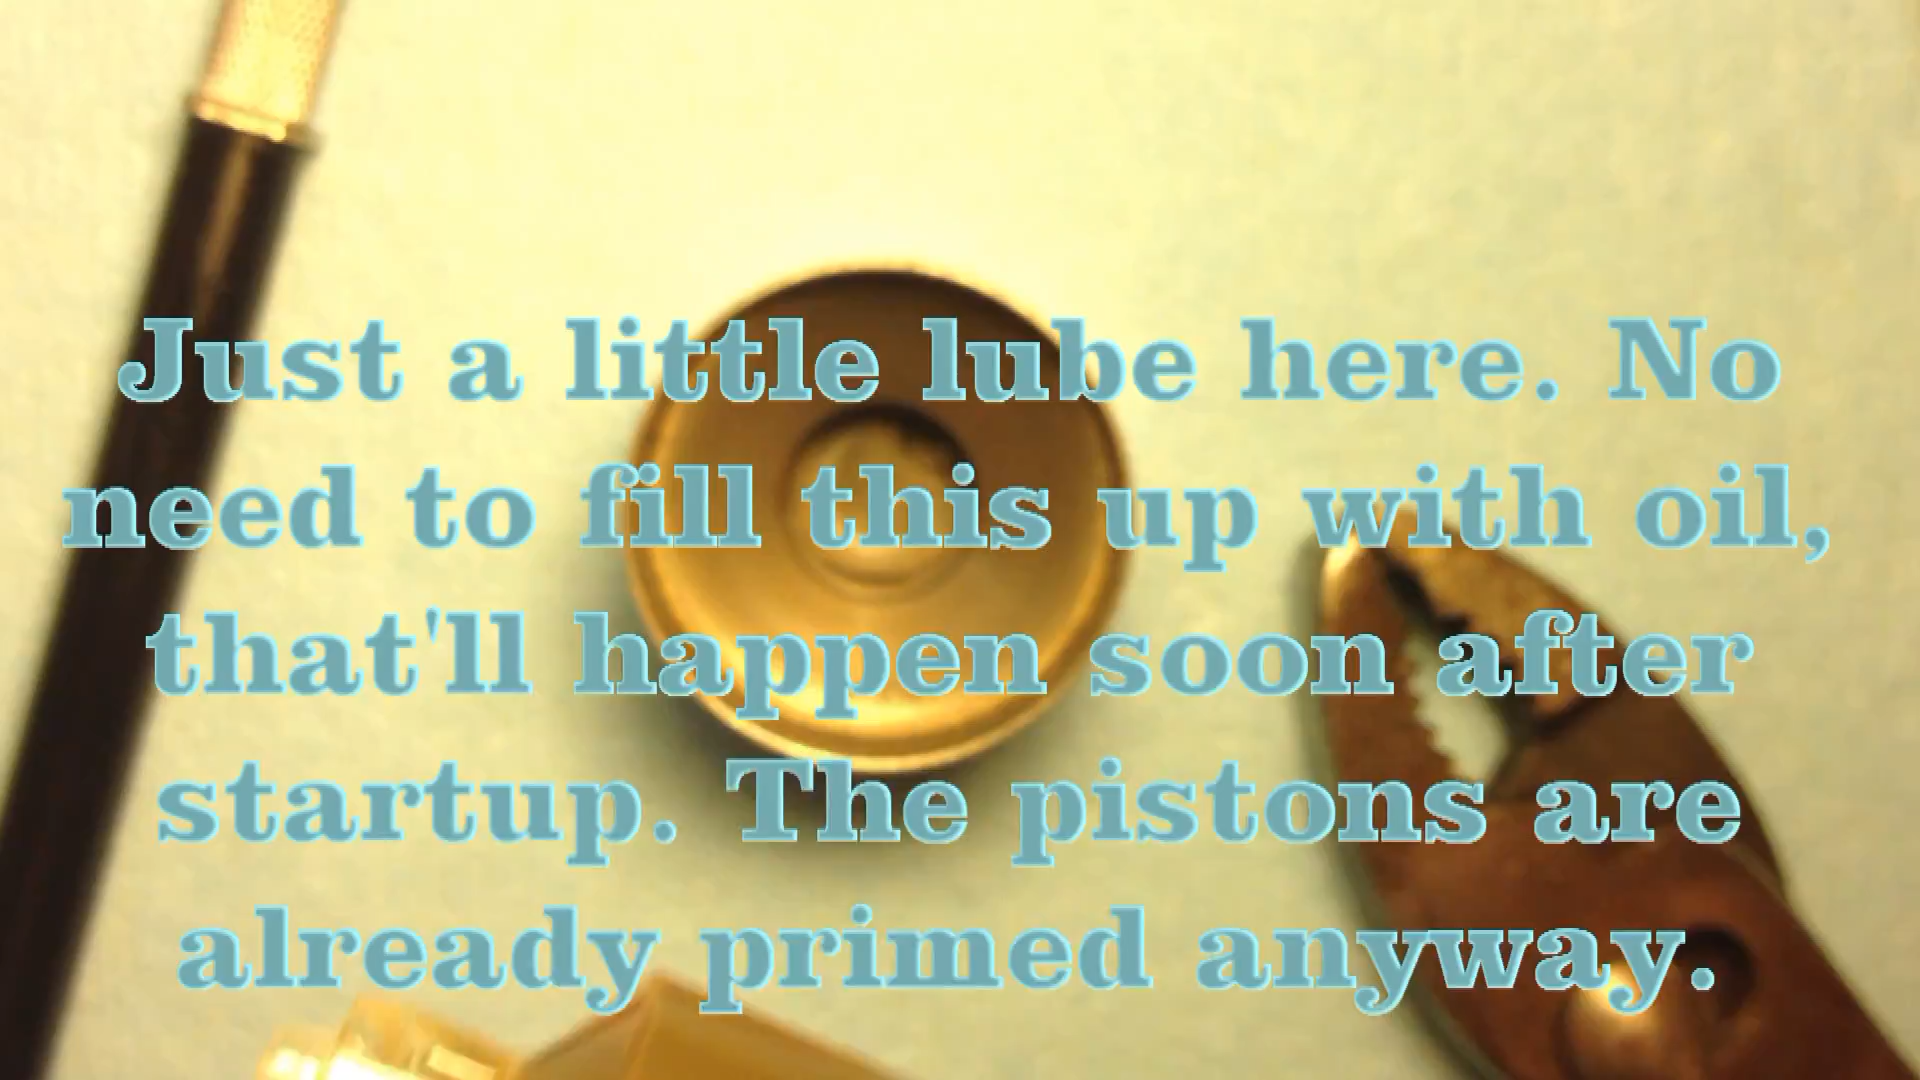 Just a little lube here. No
need to fill this up with oil,
that'll happen soon after
startup. The pistons are
already primed anyway.